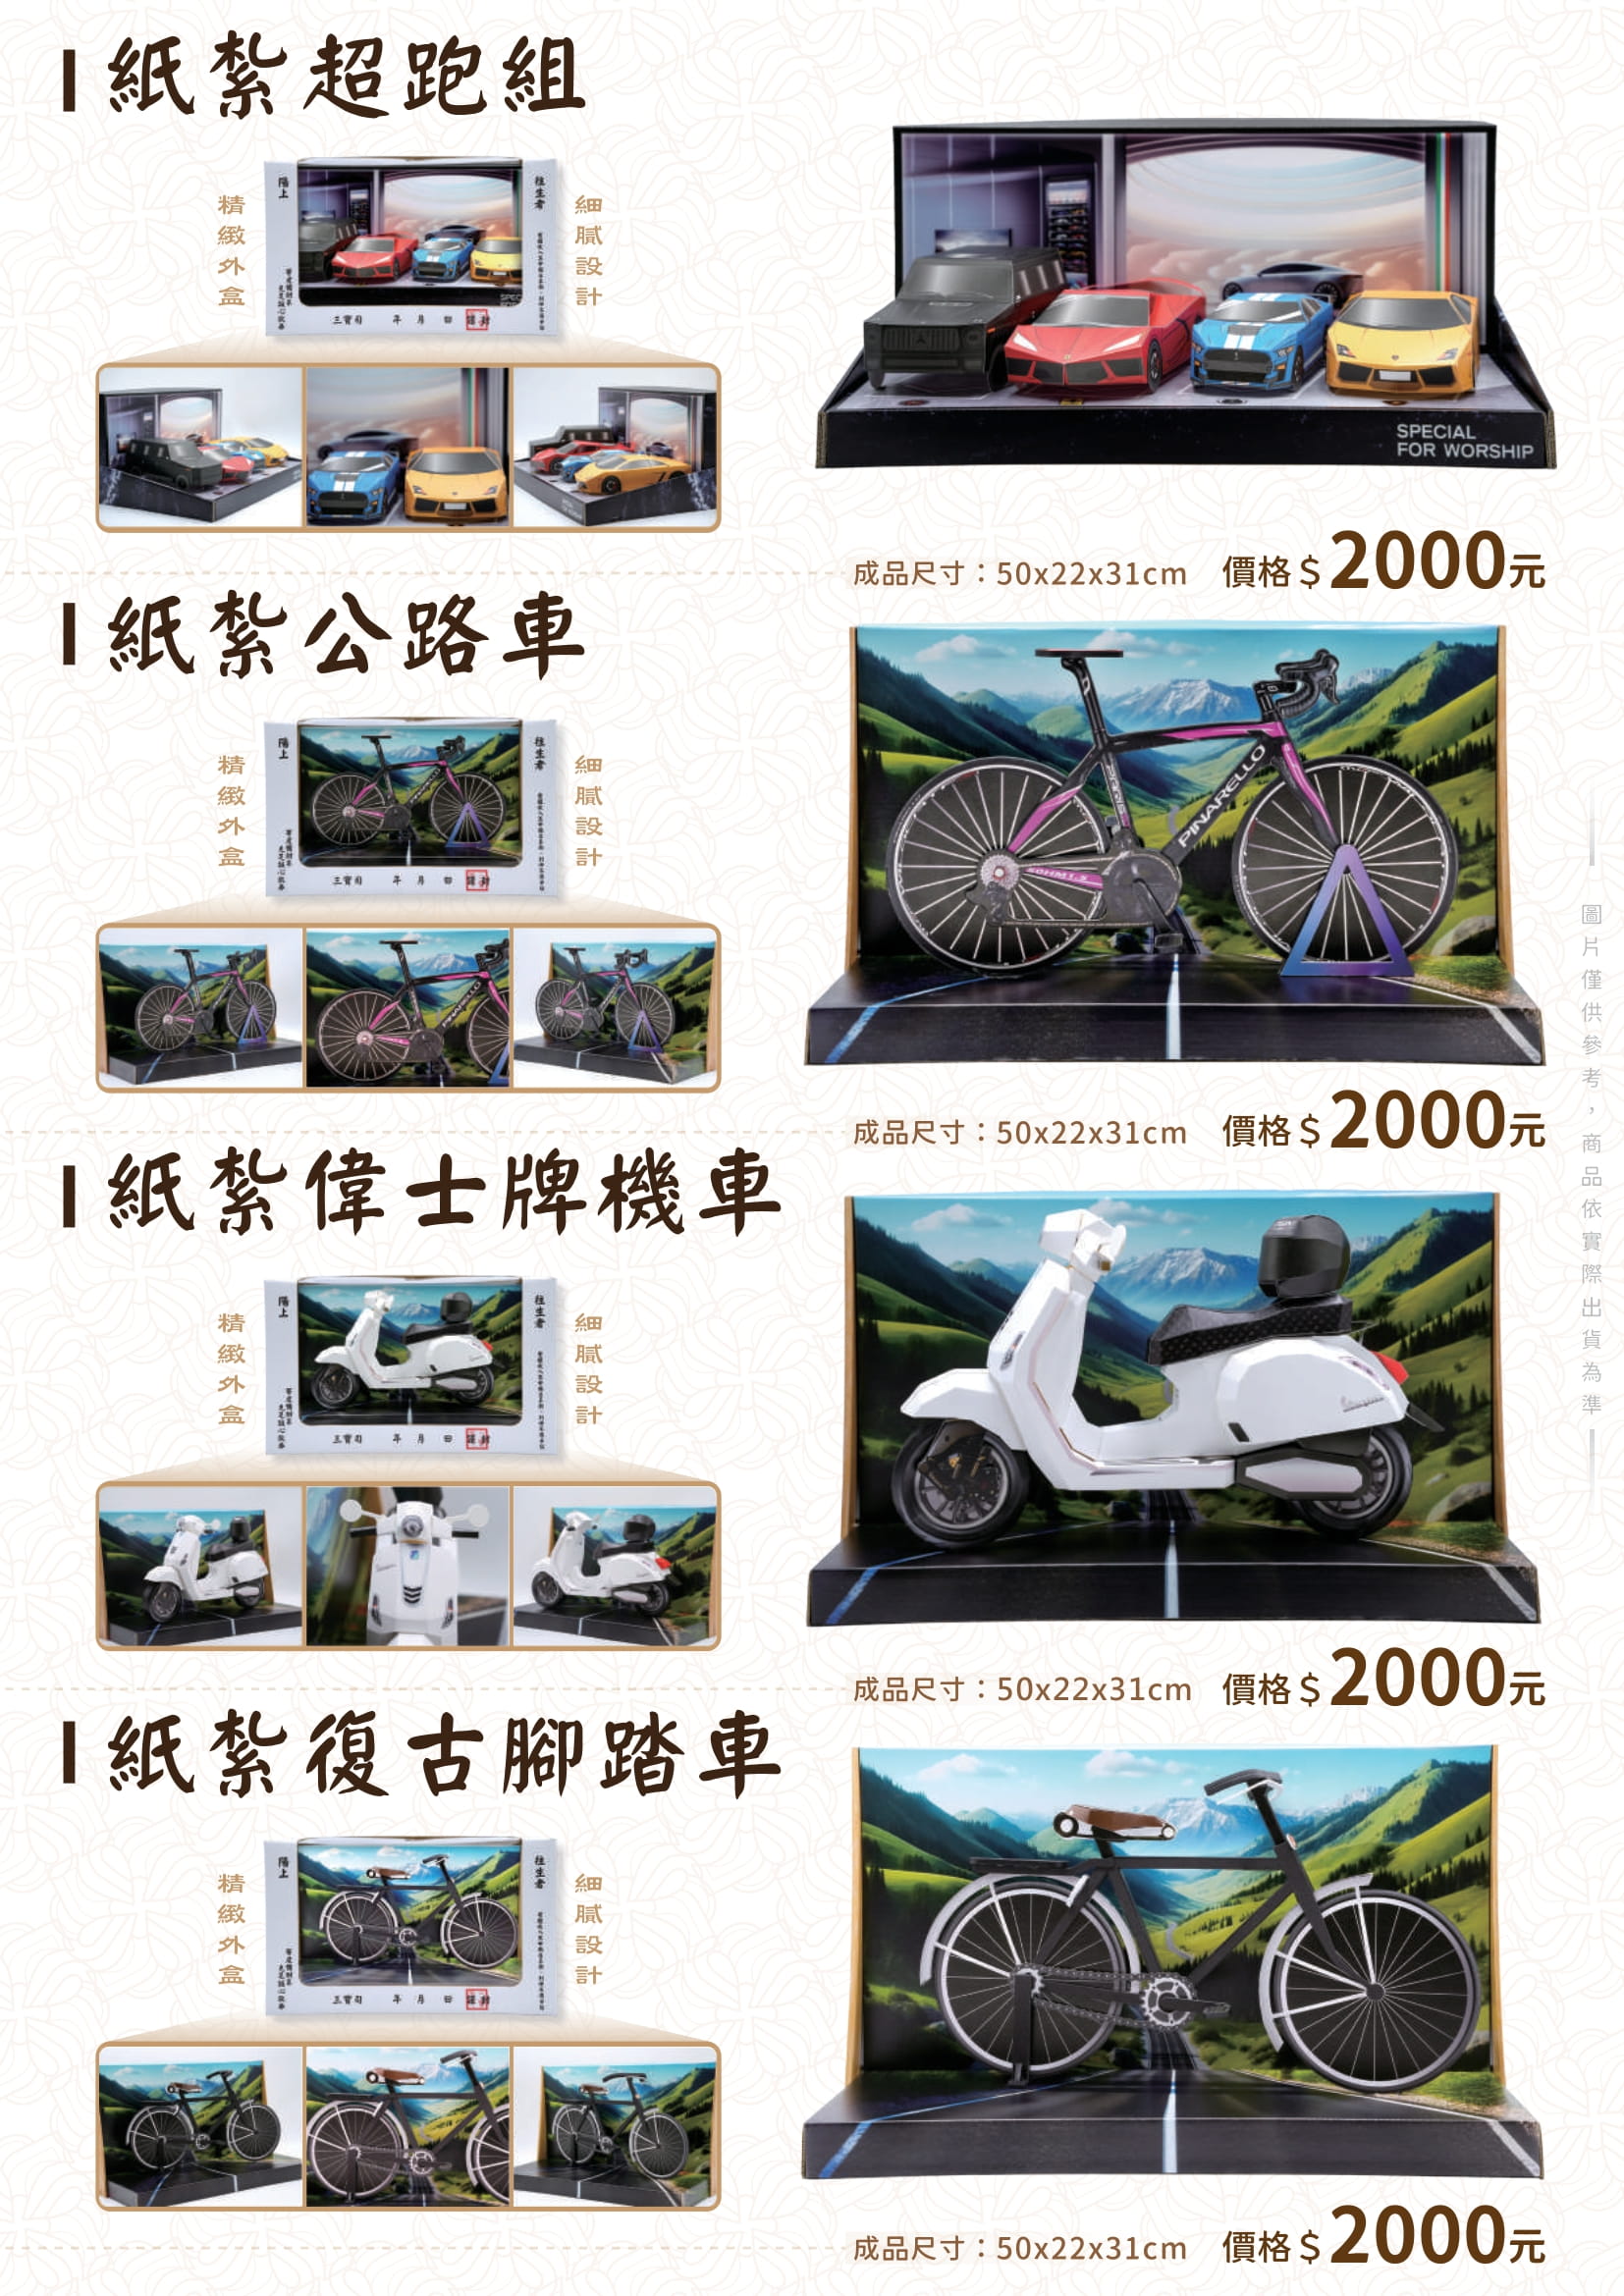 紙紮超跑組
精緻外盒
陽上
往生者
三寶司 年 月 日
細膩設計
SPECIAL
FOR WORSHIP
成品尺寸：50x22x31cm 價格$2000元
紙紮公路車
精緻外盒
陽上
往生者
三寶司 年 月 日
細膩設計
PINARELLO
成品尺寸：50x22x31cm 價格$2000元
紙紮偉士牌機車
精緻外盒
陽上
往生者
三寶司 年 月 日
細膩設計
成品尺寸：50x22x31cm 價格$2000元
紙紮復古腳踏車
精緻外盒
陽上
往生者
三寶司 年 月 日
細膩設計
成品尺寸：50x22x31cm 價格$2000元
圖片僅供參考，商品依實際出貨為準